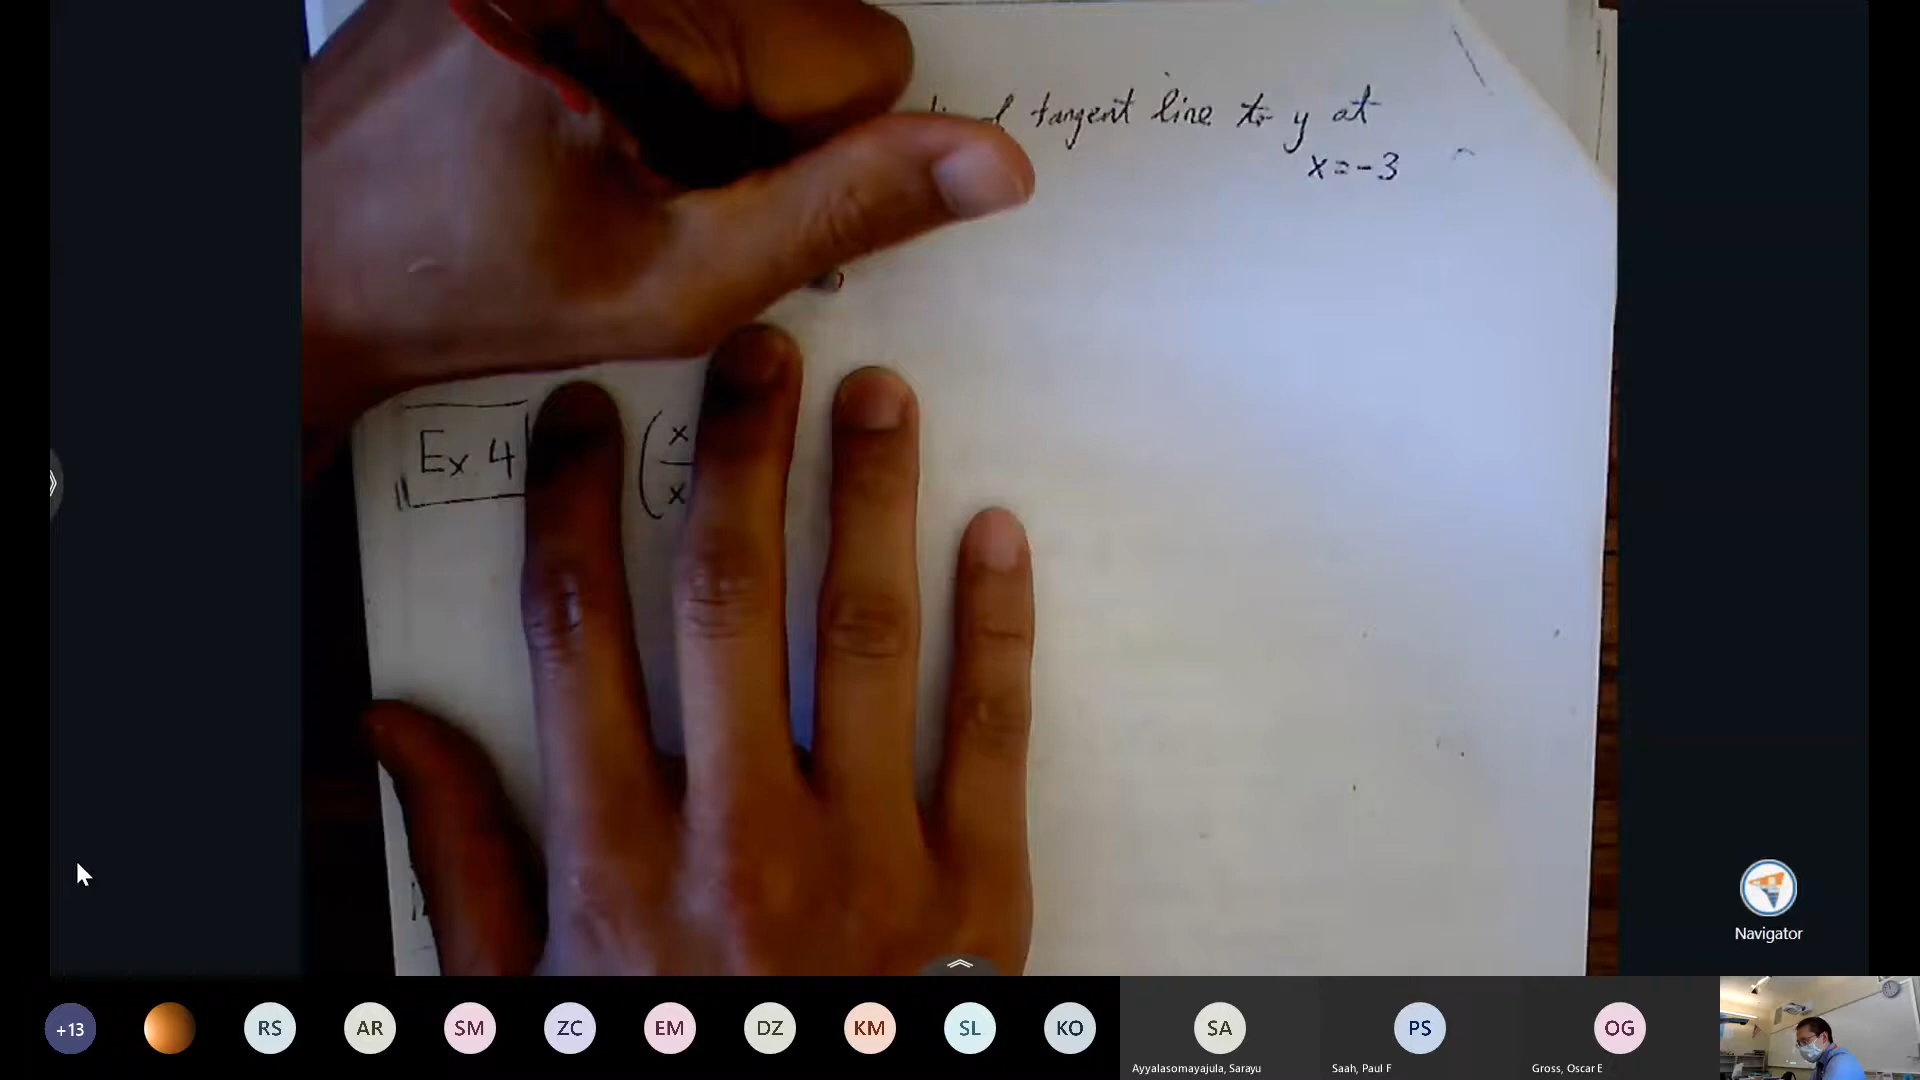 tangent line to y at
x=-3
Ex 4
(x
x
Navigator
+13
RS
AR
SM
ZC
EM
DZ
KM
SL
KO
SA
PS
OG
Ayyalasomayajula, Sarayu
Saah, Paul F
Gross, Oscar E